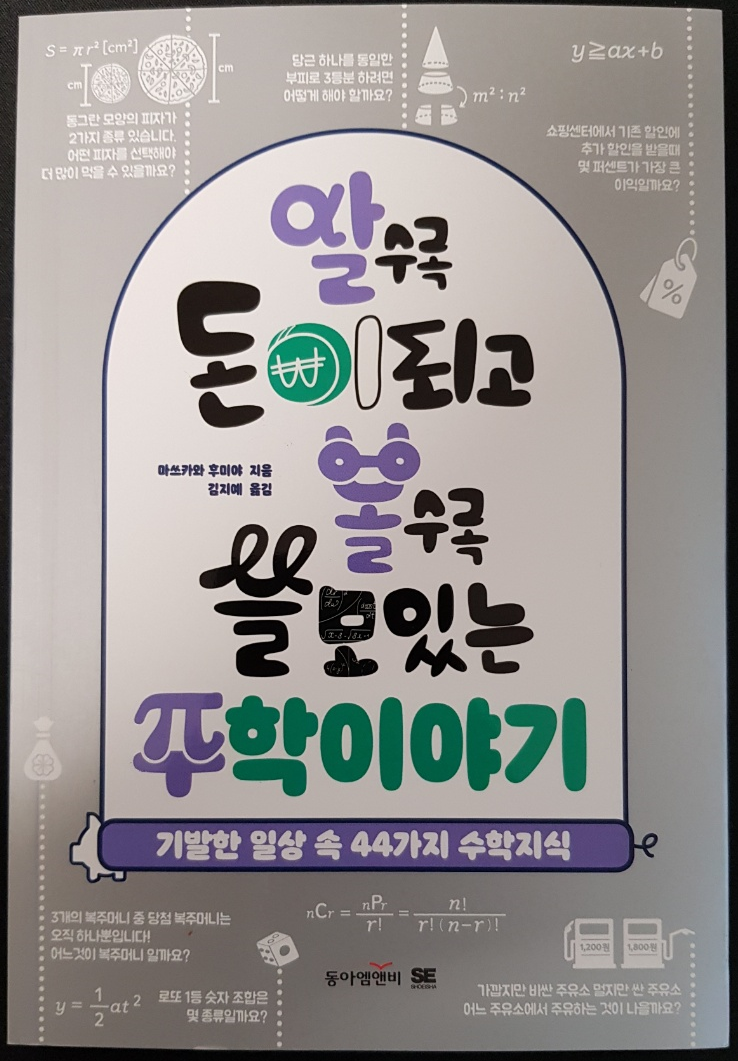 S = πr² [cm²]
cm
cm
동그란 모양의 피자가
2가지 종류 있습니다.
어떤 피자를 선택해야
더 많이 먹을 수 있을까요?
당근 하나를 동일한
부피로 3등분 하려면
어떻게 해야 할까요?
m² : n²
y≧ax+b
쇼핑센터에서 기존 할인에
추가 할인을 받을때
몇 퍼센트가 가장 큰
이익일까요?
%
알수록
돈이되고
마쓰카와 후미야 지음
김지예 옮김
볼수록
쓸모있는
수학이야기
기발한 일상 속 44가지 수학지식
3개의 복주머니 중 당첨 복주머니는
오직 하나뿐입니다!
어느것이 복주머니 일까요?
nCr = nPr / r! = n! / r!(n-r)!
y = 1/2 at²
로또 1등 숫자 조합은
몇 종류일까요?
동아엠앤비
SE
SHOEISHA
1,200원
1,800원
가깝지만 비싼 주유소 멀지만 싼 주유소
어느 주유소에서 주유하는 것이 나을까요?